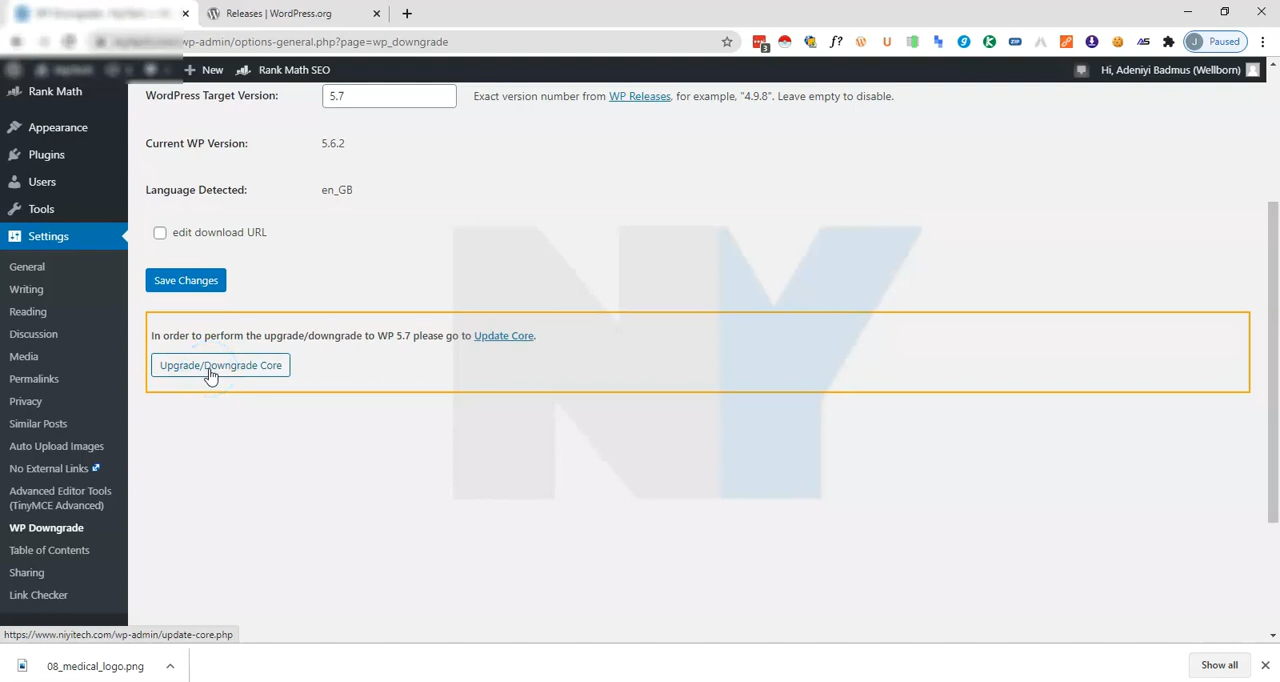 Releases | WordPress.org
wp-admin/options-general.php?page=wp_downgrade
3
f?
ZIP
AS
J Paused
New
Rank Math SEO
Hi, Adeniyi Badmus (Wellborn)
Rank Math
Appearance
Plugins
Users
Tools
Settings
General
Writing
Reading
Discussion
Media
Permalinks
Privacy
Similar Posts
Auto Upload Images
No External Links
Advanced Editor Tools
(TinyMCE Advanced)
WP Downgrade
Table of Contents
Sharing
Link Checker
WordPress Target Version:
5.7
Exact version number from WP Releases, for example, "4.9.8". Leave empty to disable.
Current WP Version:
5.6.2
Language Detected:
en_GB
edit download URL
Save Changes
In order to perform the upgrade/downgrade to WP 5.7 please go to Update Core.
Upgrade/Downgrade Core
NY
https://www.niyitech.com/wp-admin/update-core.php
08_medical_logo.png
Show all